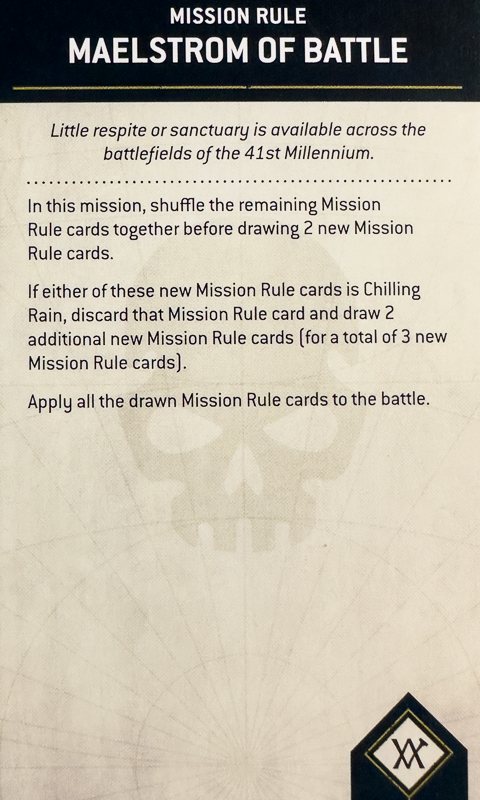 MISSION RULE
MAELSTROM OF BATTLE
Little respite or sanctuary is available across the
battlefields of the 41st Millennium.
In this mission, shuffle the remaining Mission
Rule cards together before drawing 2 new Mission
Rule cards.
If either of these new Mission Rule cards is Chilling
Rain, discard that Mission Rule card and draw 2
additional new Mission Rule cards (for a total of 3 new
Mission Rule cards).
Apply all the drawn Mission Rule cards to the battle.